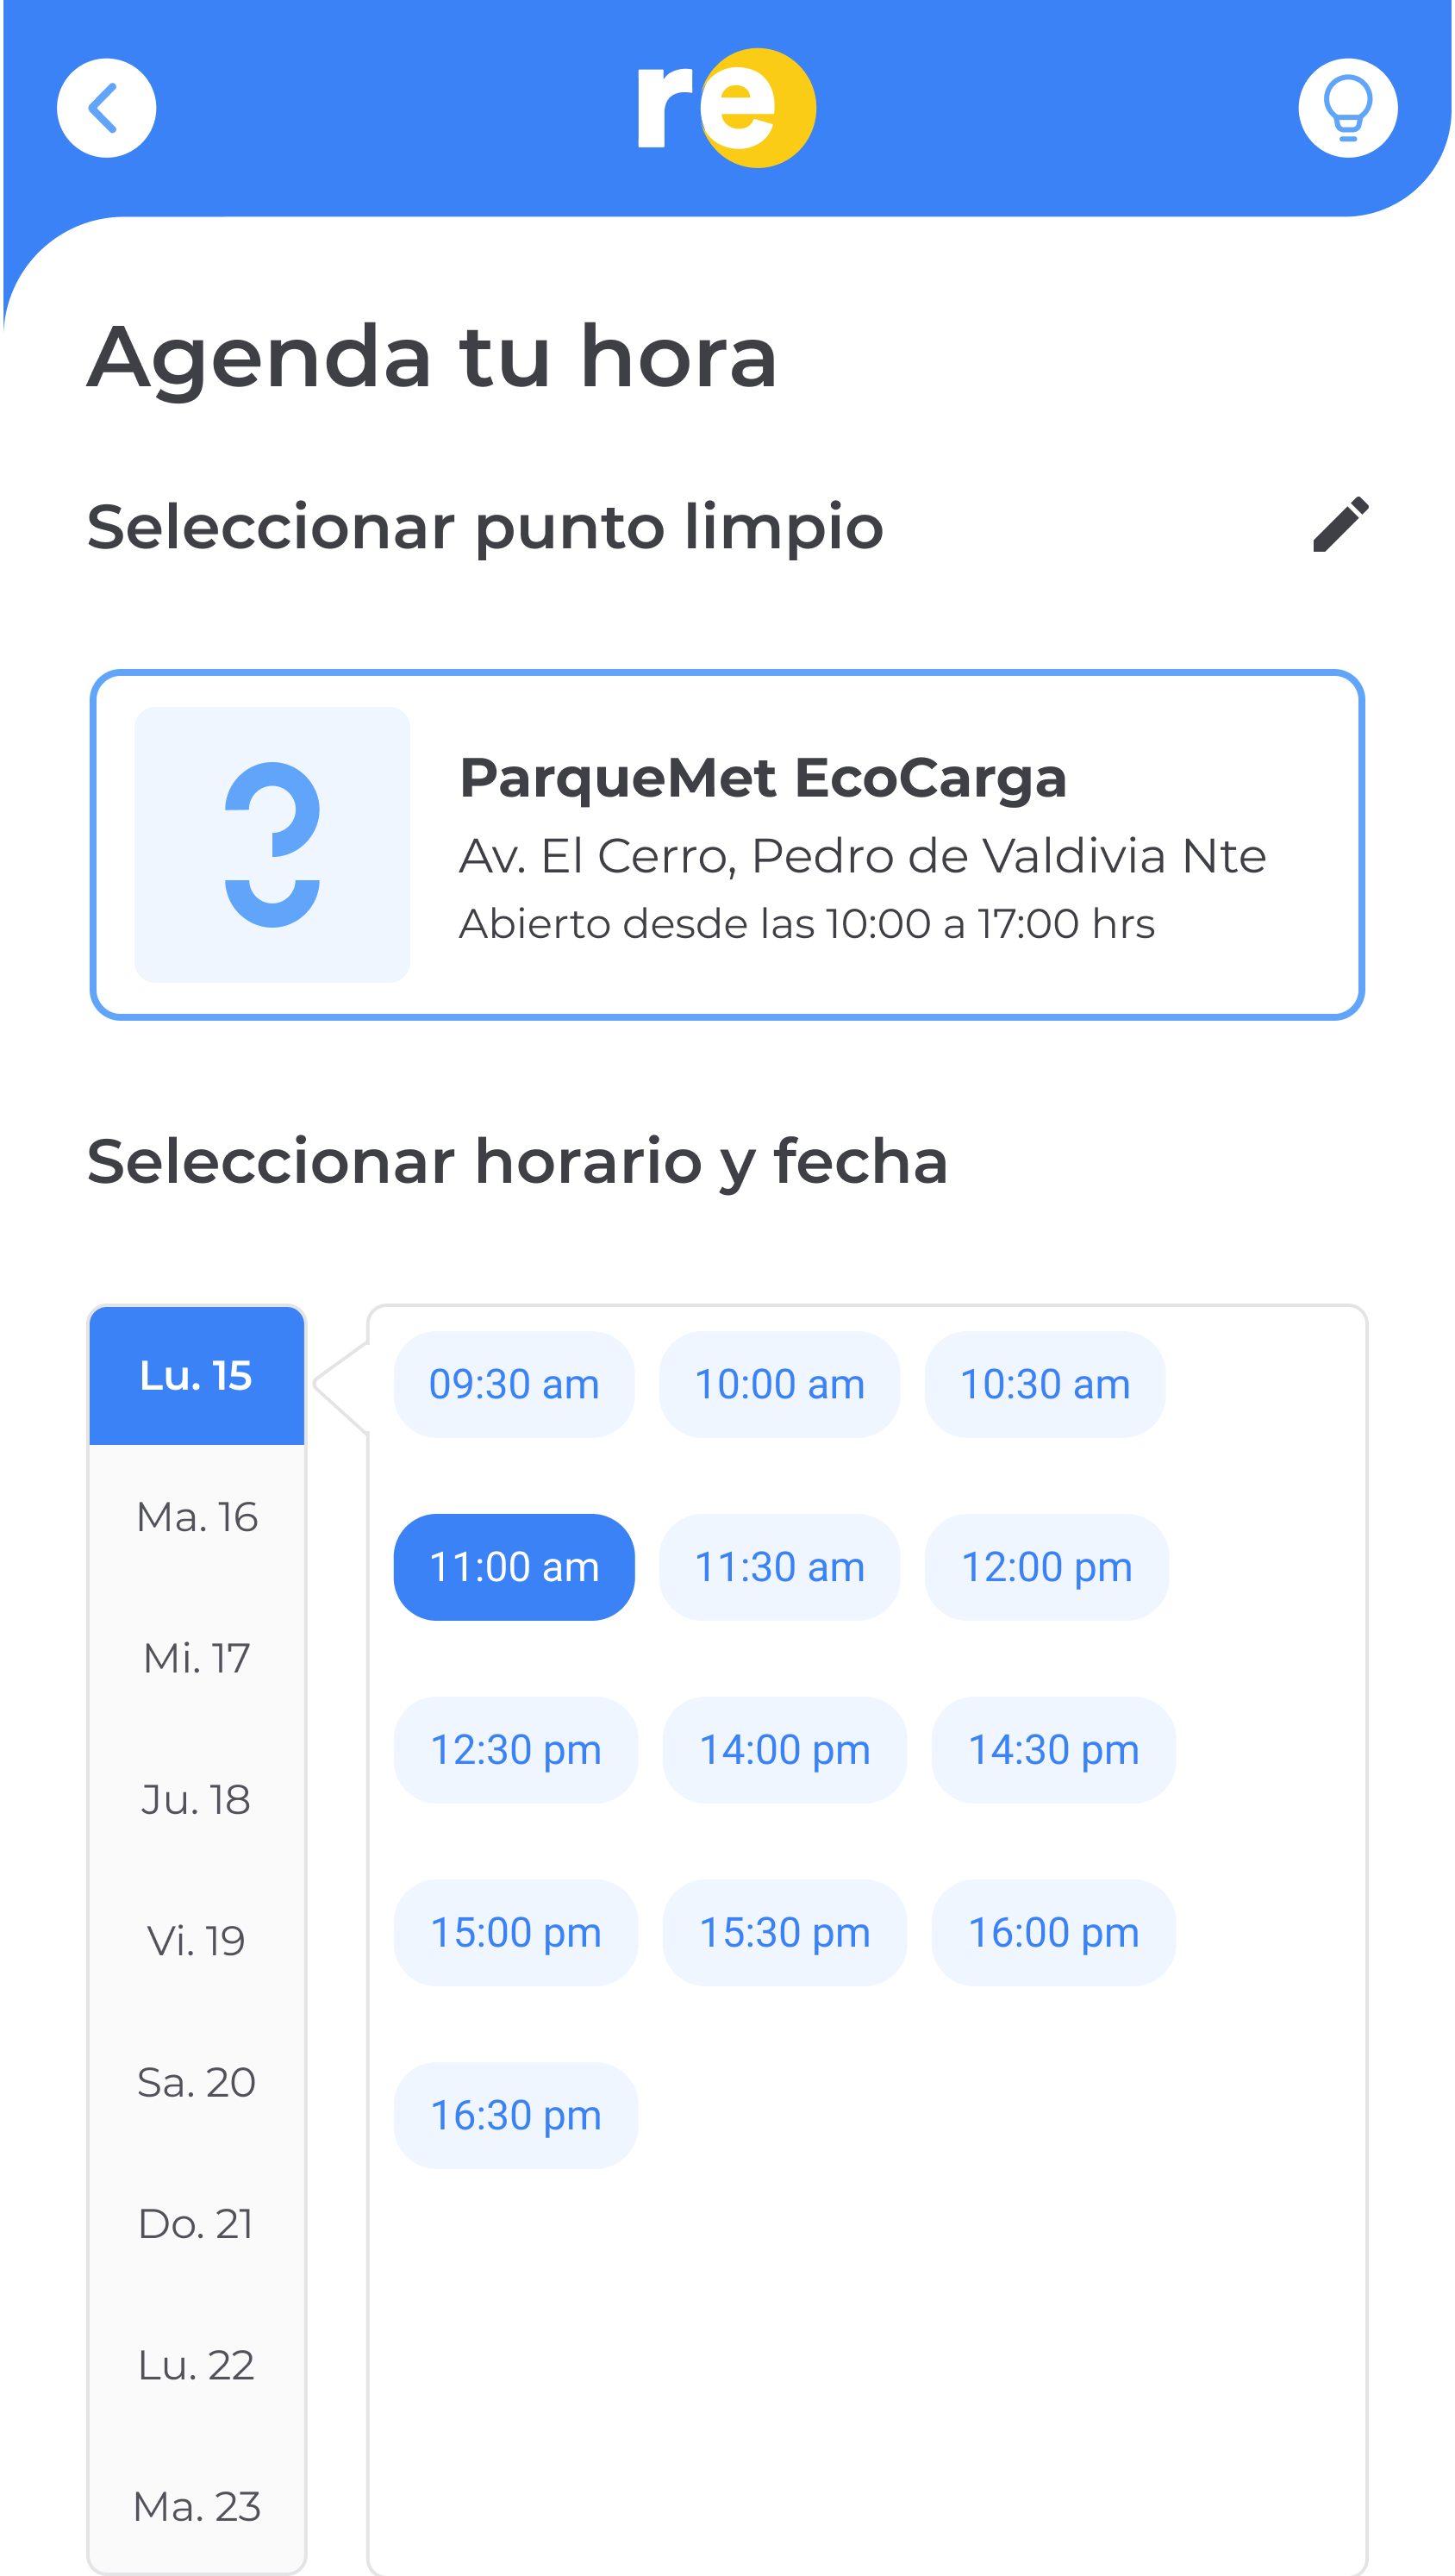 re
Agenda tu hora
Seleccionar punto limpio
ParqueMet EcoCarga
Av. El Cerro, Pedro de Valdivia Nte
Abierto desde las 10:00 a 17:00 hrs
Seleccionar horario y fecha
Lu. 15
Ma. 16
Mi. 17
Ju. 18
Vi. 19
Sa. 20
Do. 21
Lu. 22
Ma. 23
09:30 am 10:00 am 10:30 am
11:00 am 11:30 am 12:00 pm
12:30 pm 14:00 pm 14:30 pm
15:00 pm 15:30 pm 16:00 pm
16:30 pm